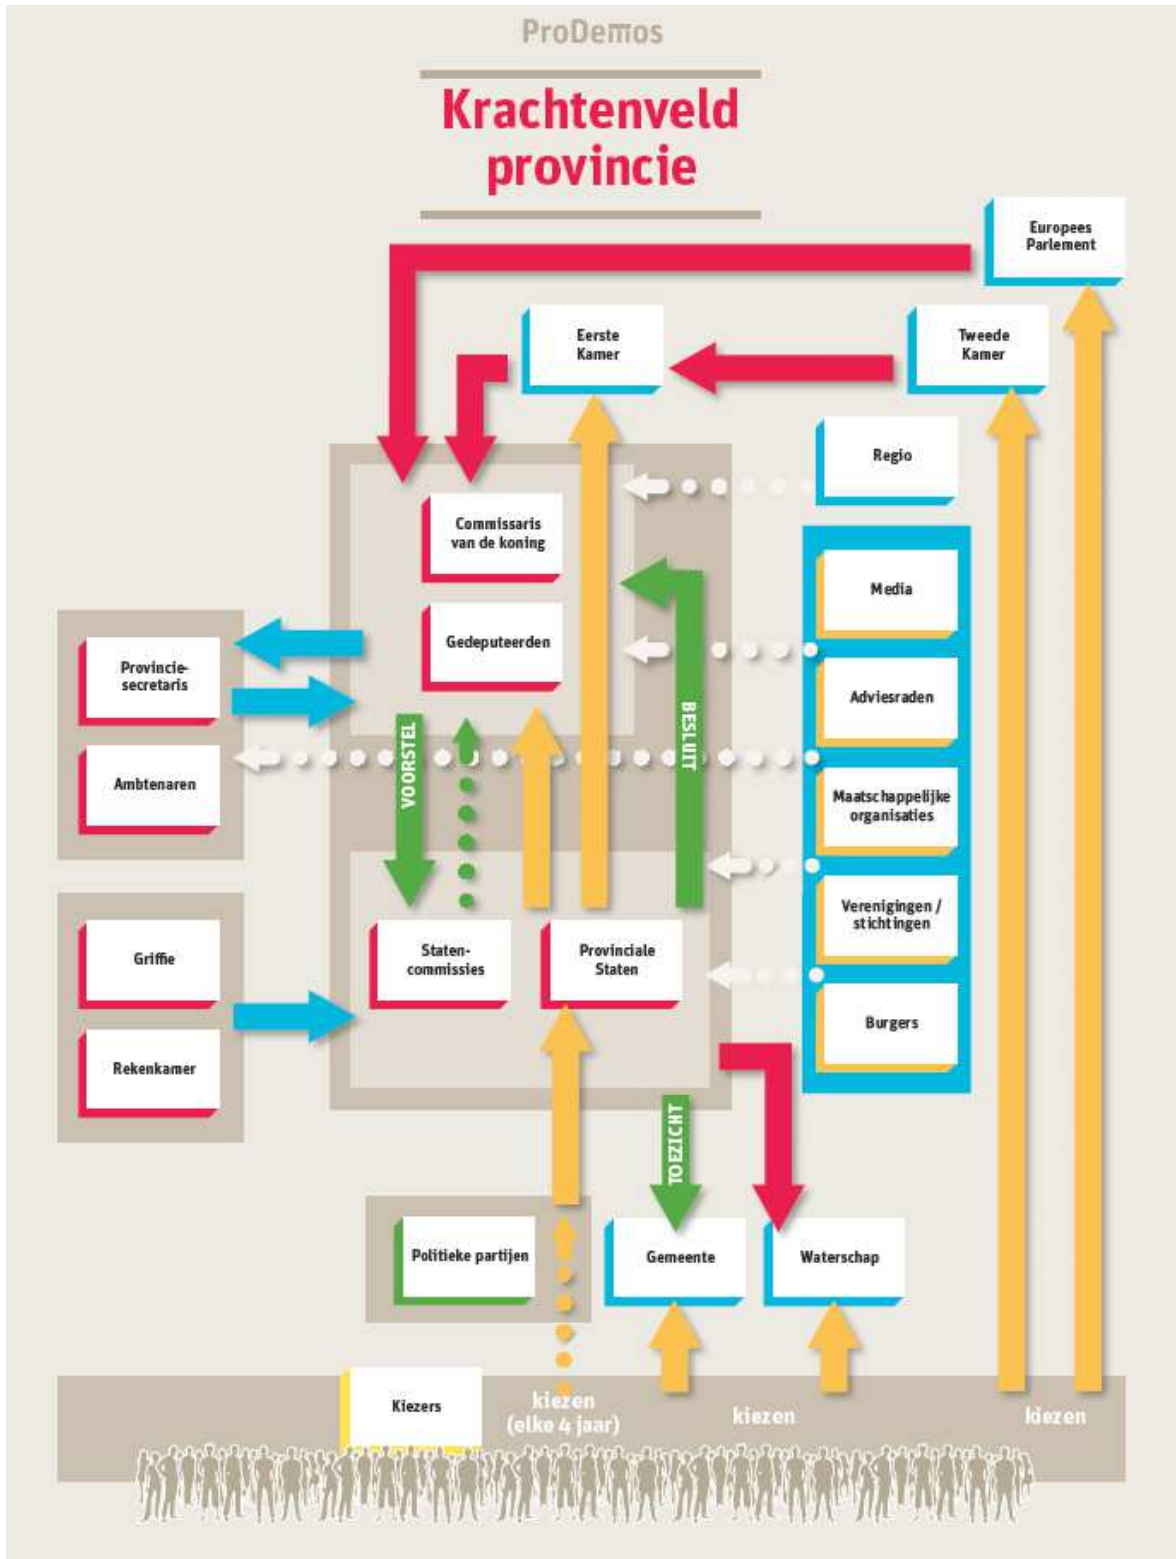 ProDemos
Krachtenveld
provincie
Europees
Parlement
Eerste
Kamer
Tweede
Kamer
Regio
Commissaris
van de koning
Media
Gedeputeerden
Provincie-
secretaris
Adviesraden
BESLUIT
VOORSTEL
Ambtenaren
Maatschappelijke
organisaties
Verenigingen /
stichtingen
Griffie
Staten-
commissies
Provinciale
Staten
Burgers
Rekenkamer
TOEZICHT
Politieke partijen
Gemeente
Waterschap
Kiezers
kiezen
(elke 4 jaar)
kiezen
kiezen